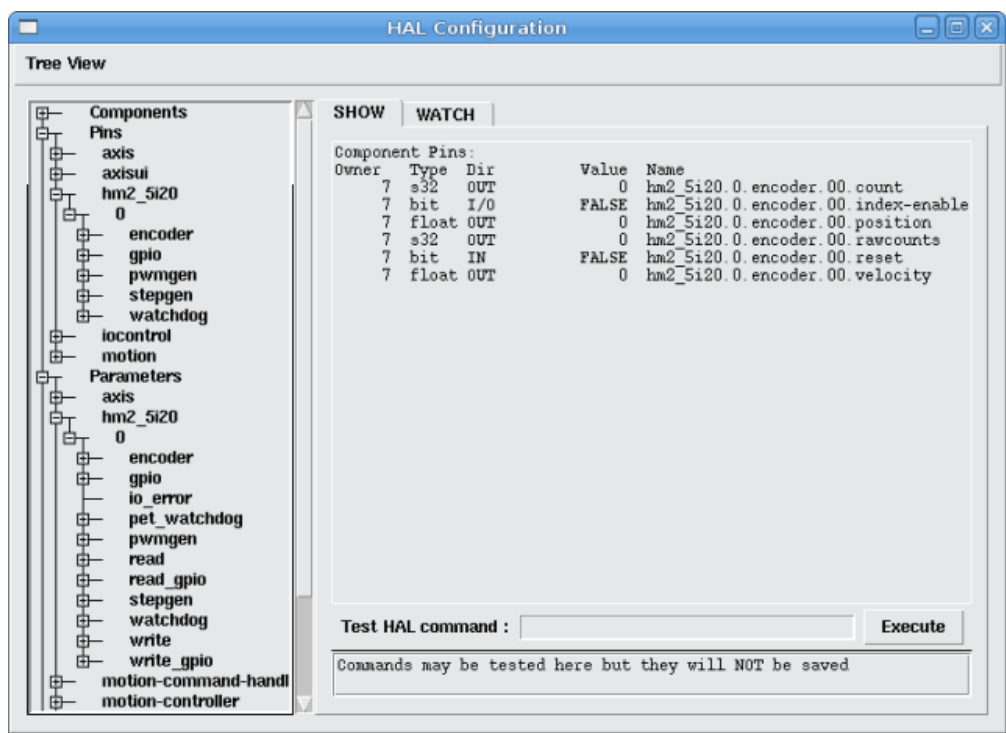 HAL Configuration
Tree View
Components
Pins
axis
axisui
hm2_5i20
0
encoder
gpio
pwmgen
stepgen
watchdog
iocontrol
motion
Parameters
axis
hm2_5i20
0
encoder
gpio
io_error
pet_watchdog
pwmgen
read
read_gpio
stepgen
watchdog
write
write_gpio
motion-command-handl
motion-controller
SHOW WATCH
Component Pins:
Owner Type Dir Value Name
7 s32 OUT 0 hm2_5i20.0.encoder.00.count
7 bit I/O FALSE hm2_5i20.0.encoder.00.index-enable
7 float OUT 0 hm2_5i20.0.encoder.00.position
7 s32 OUT 0 hm2_5i20.0.encoder.00.rawcounts
7 bit IN FALSE hm2_5i20.0.encoder.00.reset
7 float OUT 0 hm2_5i20.0.encoder.00.velocity
Test HAL command : Execute
Commands may be tested here but they will NOT be saved